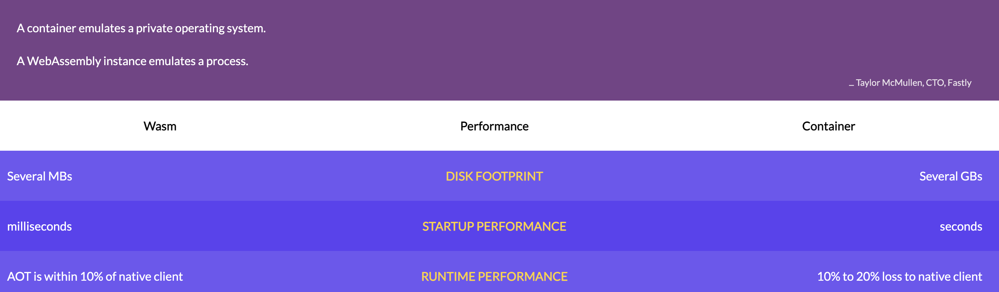 A container emulates a private operating system.
A WebAssembly instance emulates a process.
_ Taylor McMullen, CTO, Fastly
Wasm Performance Container
Several MBs DISK FOOTPRINT Several GBs
milliseconds STARTUP PERFORMANCE seconds
AOT is within 10% of native client RUNTIME PERFORMANCE 10% to 20% loss to native client